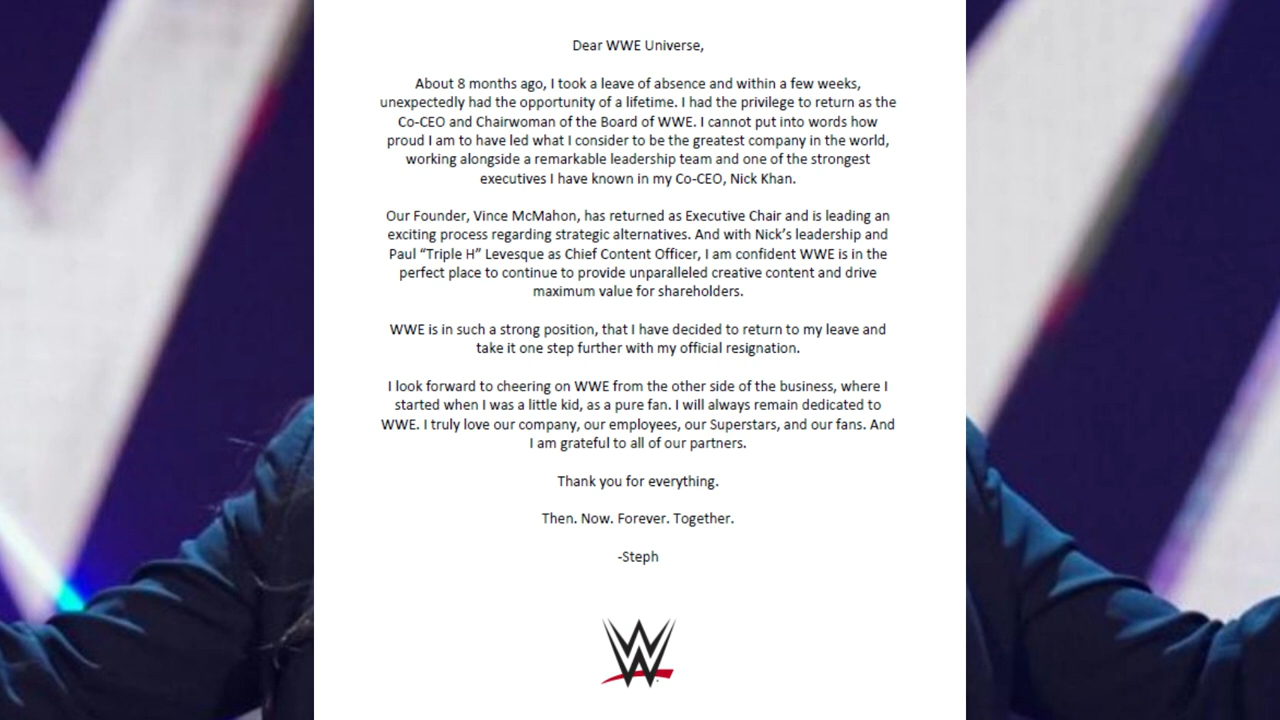 Dear WWE Universe,
About 8 months ago, I took a leave of absence and within a few weeks,
unexpectedly had the opportunity of a lifetime. I had the privilege to return as the
Co-CEO and Chairwoman of the Board of WWE. I cannot put into words how
proud I am to have led what I consider to be the greatest company in the world,
working alongside a remarkable leadership team and one of the strongest
executives I have known in my Co-CEO, Nick Khan.
Our Founder, Vince McMahon, has returned as Executive Chair and is leading an
exciting process regarding strategic alternatives. And with Nick’s leadership and
Paul “Triple H” Levesque as Chief Content Officer, I am confident WWE is in the
perfect place to continue to provide unparalleled creative content and drive
maximum value for shareholders.
WWE is in such a strong position, that I have decided to return to my leave and
take it one step further with my official resignation.
I look forward to cheering on WWE from the other side of the business, where I
started when I was a little kid, as a pure fan. I will always remain dedicated to
WWE. I truly love our company, our employees, our Superstars, and our fans. And
I am grateful to all of our partners.
Thank you for everything.
Then. Now. Forever. Together.
-Steph